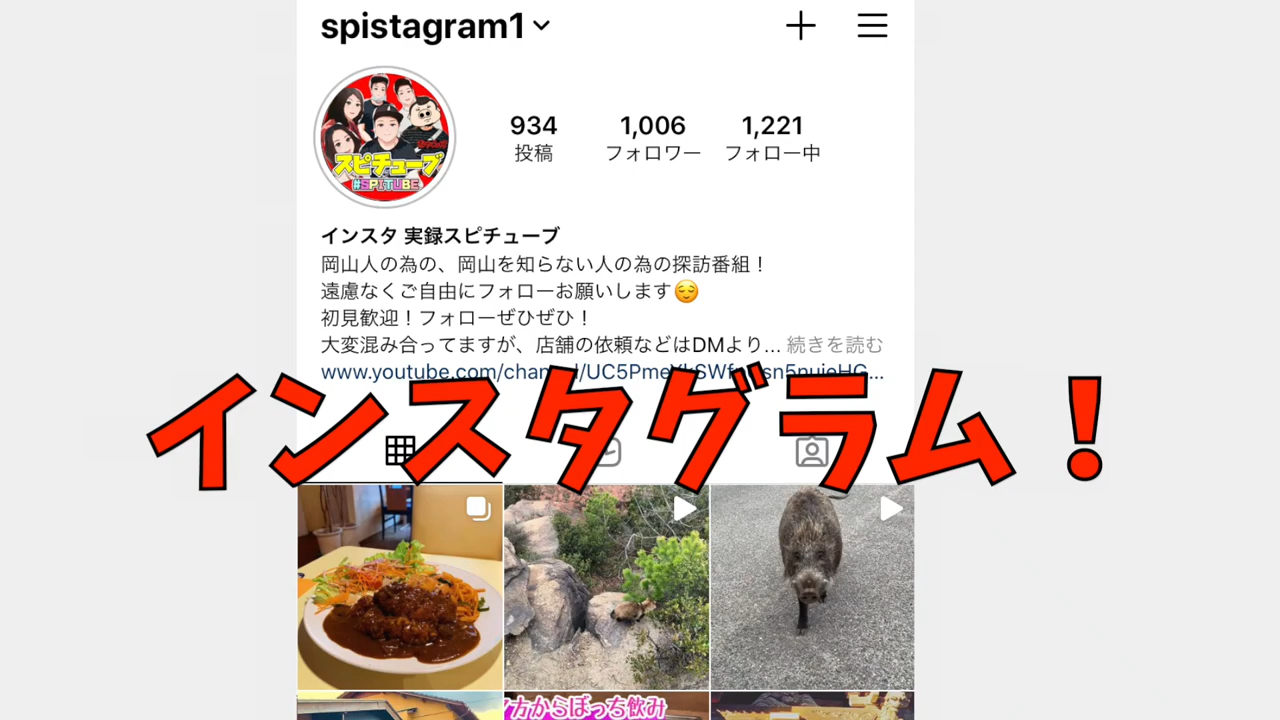 spistagram1
934
投稿
1,006
フォロワー
1,221
フォロー中
スピチューブ
#SPITUBE
インスタ 実録スピチューブ
岡山人の為の、岡山を知らない人の為の探訪番組！
遠慮なくご自由にフォローお願いします😌
初見歓迎！フォローぜひぜひ！
大変混み合ってますが、店舗の依頼などはDMより... 続きを読む
インスタグラム！
方からぼっち飲み